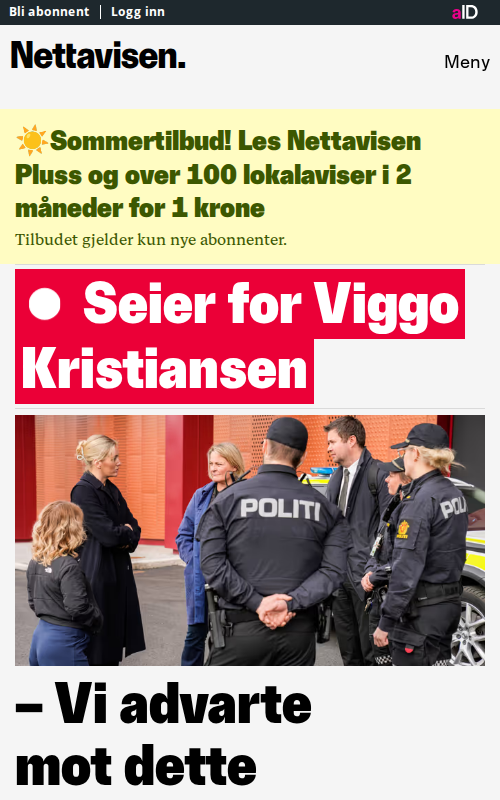 Bli abonnent | Logg inn
aID
Nettavisen.
Meny
☀️Sommertilbud! Les Nettavisen
Pluss og over 100 lokalaviser i 2
måneder for 1 krone
Tilbudet gjelder kun nye abonnenter.
Seier for Viggo
Kristiansen
POLITI
POLI
– Vi advarte
mot dette